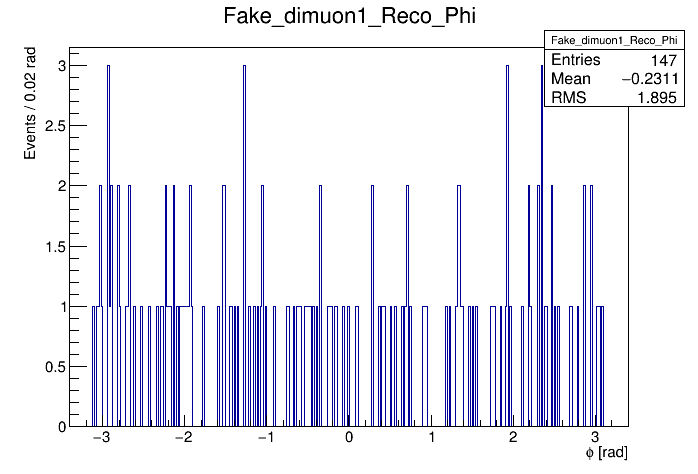 Fake_dimuon1_Reco_Phi
Fake_dimuon1_Reco_Phi
Entries 147
Mean −0.2311
RMS 1.895
Events / 0.02 rad
3
2.5
2
1.5
1
0.5
0
−3 −2 −1 0 1 2 3
ϕ [rad]